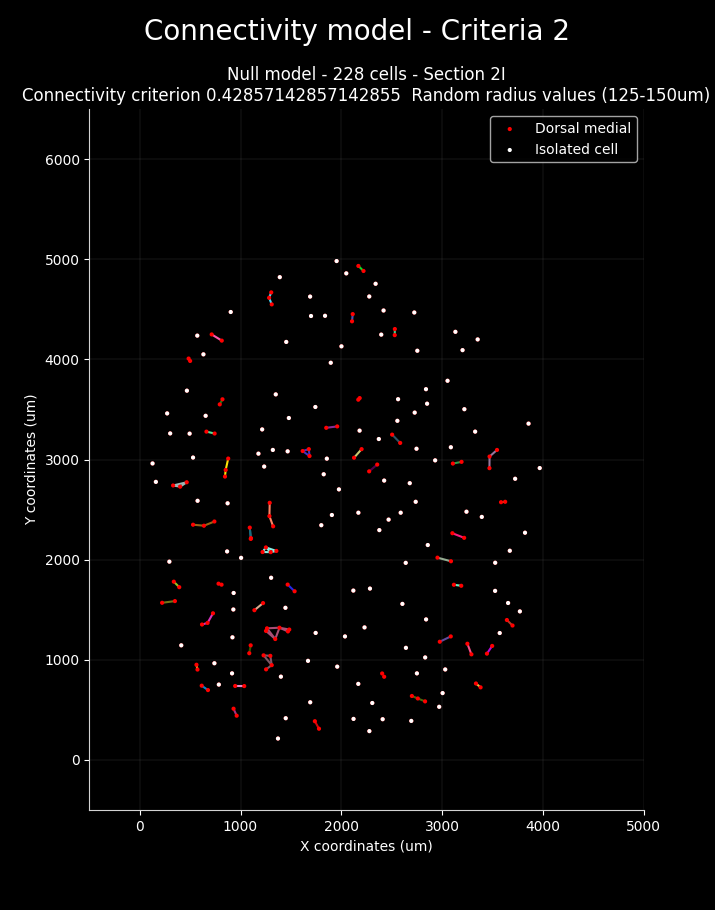 Connectivity model - Criteria 2
Null model - 228 cells - Section 2I
Connectivity criterion 0.42857142857142855  Random radius values (125-150um)
Dorsal medial
Isolated cell
6000
5000
4000
3000
2000
1000
0
Y coordinates (um)
0
1000
2000
3000
4000
5000
X coordinates (um)